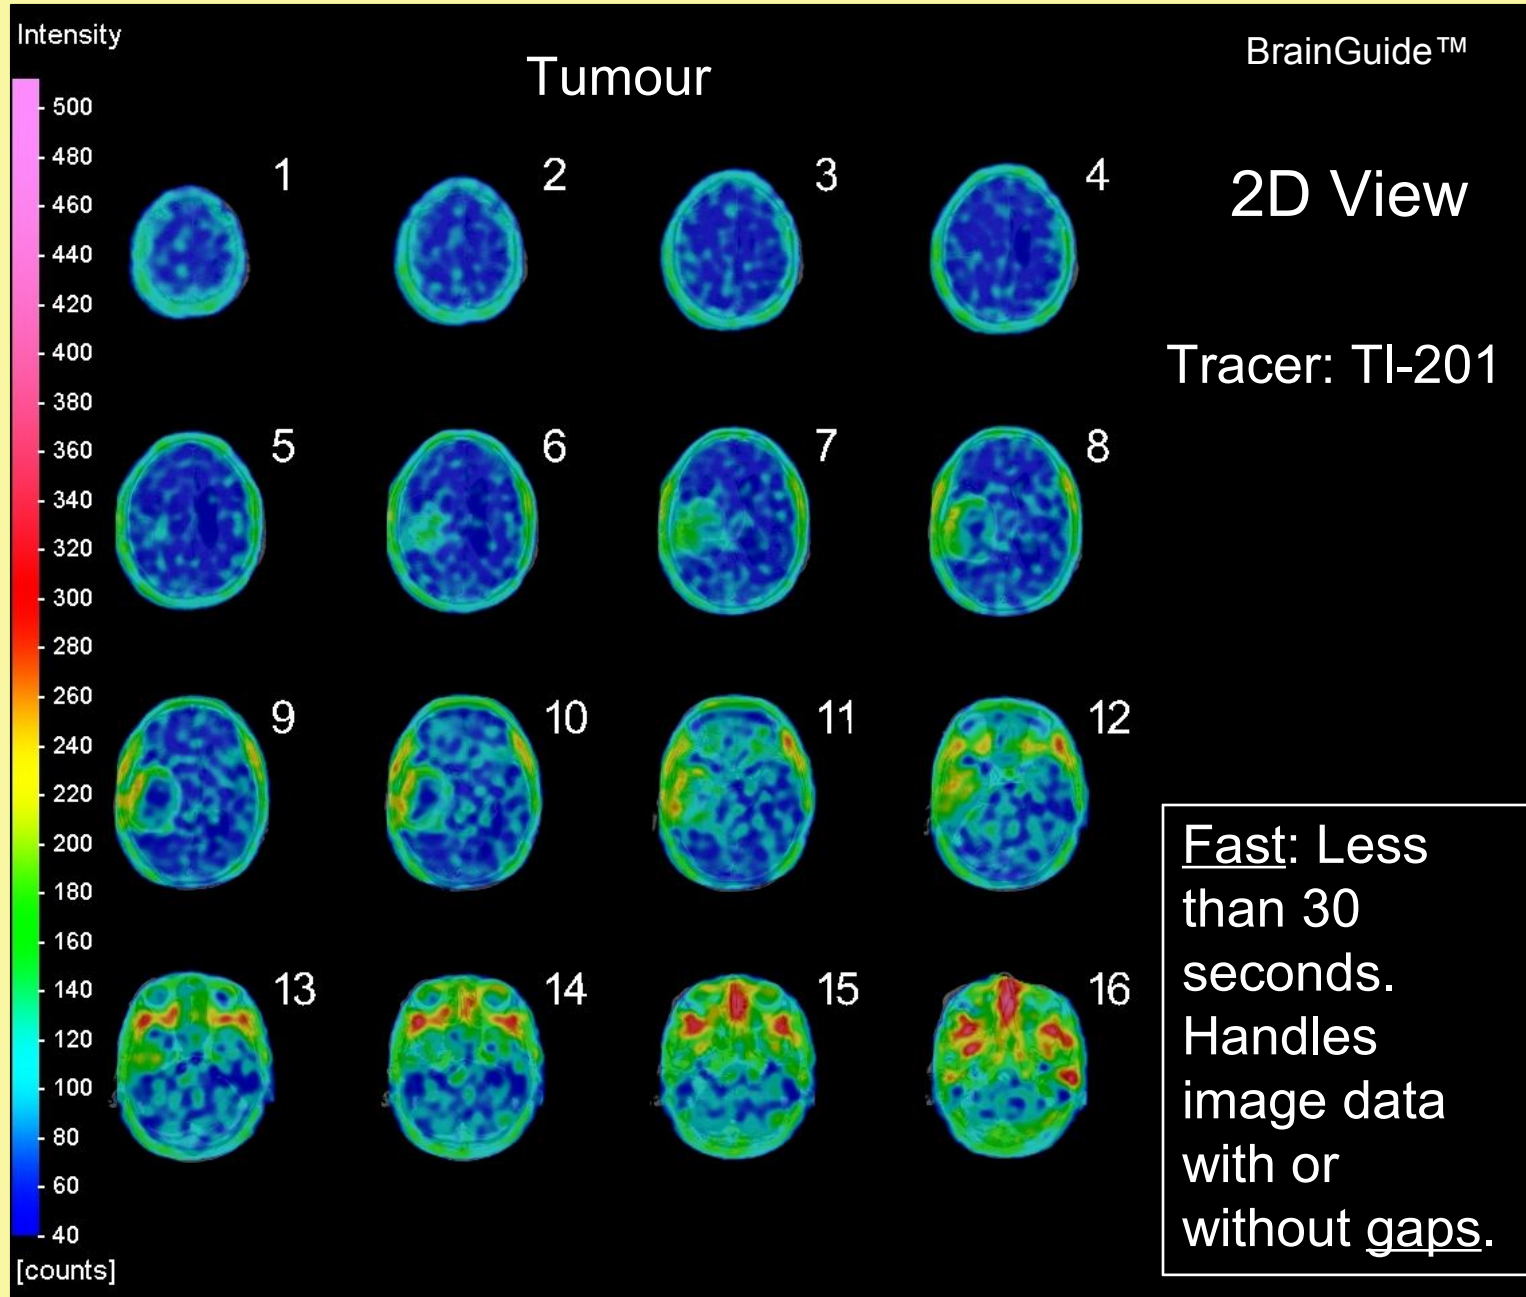 Intensity
Tumour
BrainGuide™
2D View
Tracer: Tl-201
500
480
460
440
420
400
380
360
340
320
300
280
260
240
220
200
180
160
140
120
100
80
60
40
[counts]
1 2 3 4
5 6 7 8
9 10 11 12
13 14 15 16
Fast: Less
than 30
seconds.
Handles
image data
with or
without gaps.